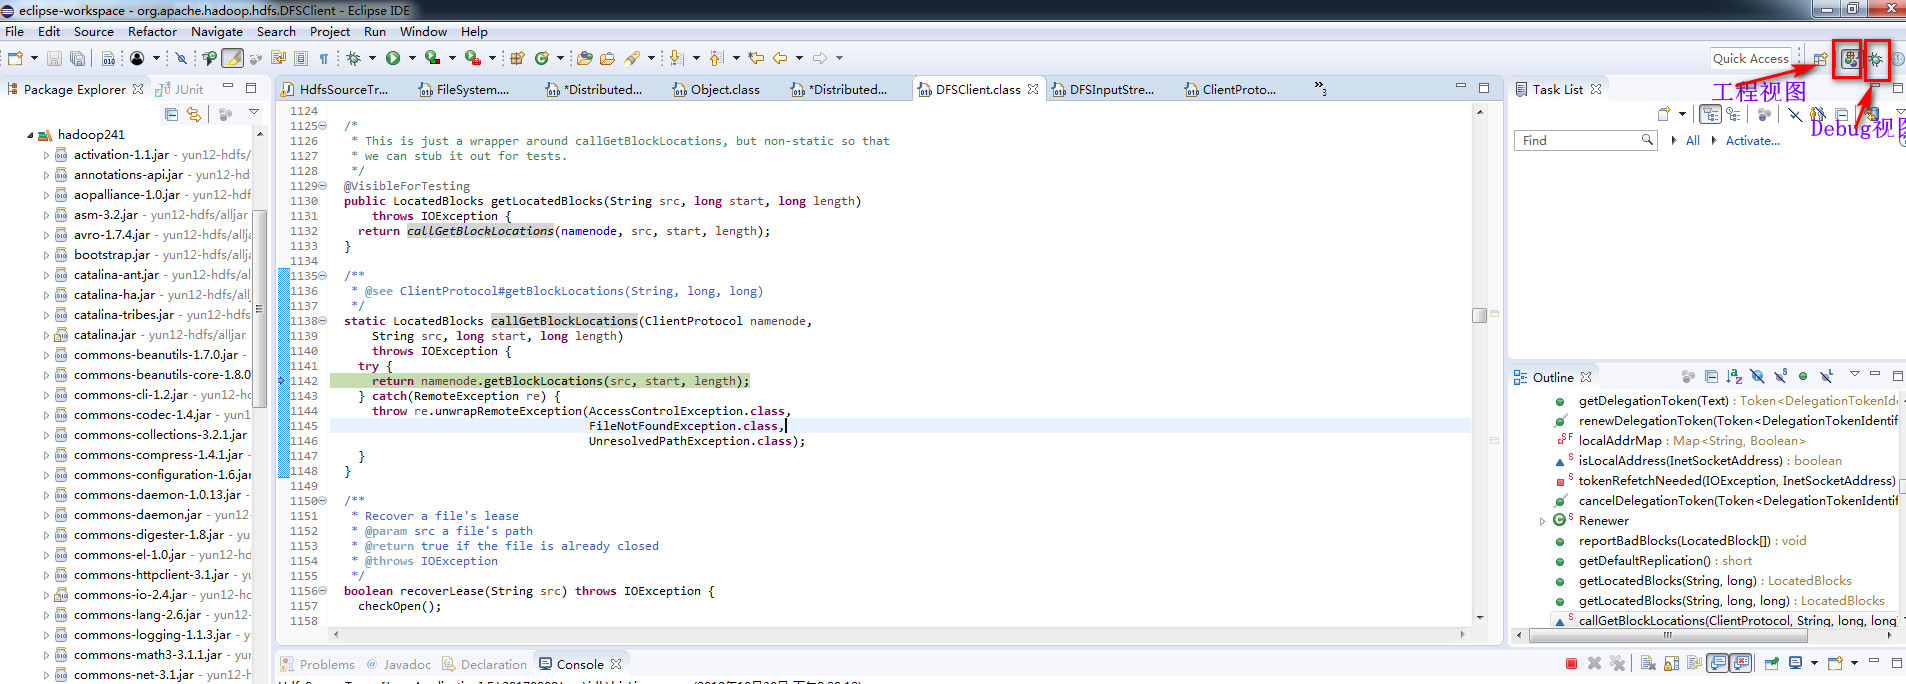 eclipse-workspace - org.apache.hadoop.hdfs.DFSClient - Eclipse IDE
File Edit Source Refactor Navigate Search Project Run Window Help
Quick Access
工程视图
Debug视图
Package Explorer JUnit
hadoop241
activation-1.1.jar - yun12-hdfs/
annotations-api.jar - yun12-hd
aopalliance-1.0.jar - yun12-hdf
asm-3.2.jar - yun12-hdfs/alljar
avro-1.7.4.jar - yun12-hdfs/allja
bootstrap.jar - yun12-hdfs/allja
catalina-ant.jar - yun12-hdfs/al
catalina-ha.jar - yun12-hdfs/all
catalina-tribes.jar - yun12-hdfs
catalina.jar - yun12-hdfs/alljar
commons-beanutils-1.7.0.jar -
commons-beanutils-core-1.8.0
commons-cli-1.2.jar - yun12-hd
commons-codec-1.4.jar - yun12
commons-collections-3.2.1.jar
commons-compress-1.4.1.jar -
commons-configuration-1.6.jar
commons-daemon-1.0.13.jar -
commons-daemon.jar - yun12-
commons-digester-1.8.jar - yu
commons-el-1.0.jar - yun12-hd
commons-httpclient-3.1.jar - y
commons-io-2.4.jar - yun12-hd
commons-lang-2.6.jar - yun12-
commons-logging-1.1.3.jar - y
commons-math3-3.1.1.jar - yu
commons-net-3.1.jar - yun12-h
HdfsSourceTr... FileSystem.... *Distributed... Object.class *Distributed... DFSClient.class DFSInputStre... ClientProto... »3
1124
1125 /*
1126 * This is just a wrapper around callGetBlockLocations, but non-static so that
1127 * we can stub it out for tests.
1128 */
1129 @VisibleForTesting
1130 public LocatedBlocks getLocatedBlocks(String src, long start, long length)
1131 throws IOException {
1132 return callGetBlockLocations(namenode, src, start, length);
1133 }
1134
1135 /**
1136 * @see ClientProtocol#getBlockLocations(String, long, long)
1137 */
1138 static LocatedBlocks callGetBlockLocations(ClientProtocol namenode,
1139 String src, long start, long length)
1140 throws IOException {
1141 try {
1142 return namenode.getBlockLocations(src, start, length);
1143 } catch(RemoteException re) {
1144 throw re.unwrapRemoteException(AccessControlException.class,
1145 FileNotFoundException.class,
1146 UnresolvedPathException.class);
1147 }
1148 }
1149
1150 /**
1151 * Recover a file's lease
1152 * @param src a file's path
1153 * @return true if the file is already closed
1154 * @throws IOException
1155 */
1156 boolean recoverLease(String src) throws IOException {
1157 checkOpen();
1158
Task List
Find All Activate...
Outline
getDelegationToken(Text) : Token<DelegationTokenIde
renewDelegationToken(Token<DelegationTokenIdentif
localAddrMap : Map<String, Boolean>
isLocalAddress(InetSocketAddress) : boolean
tokenRefetchNeeded(IOException, InetSocketAddress)
cancelDelegationToken(Token<DelegationTokenIdentif
Renewer
reportBadBlocks(LocatedBlock[]) : void
getDefaultReplication() : short
getLocatedBlocks(String, long) : LocatedBlocks
getLocatedBlocks(String, long, long) : LocatedBlocks
callGetBlockLocations(ClientProtocol, String, long, long
Problems Javadoc Declaration Console